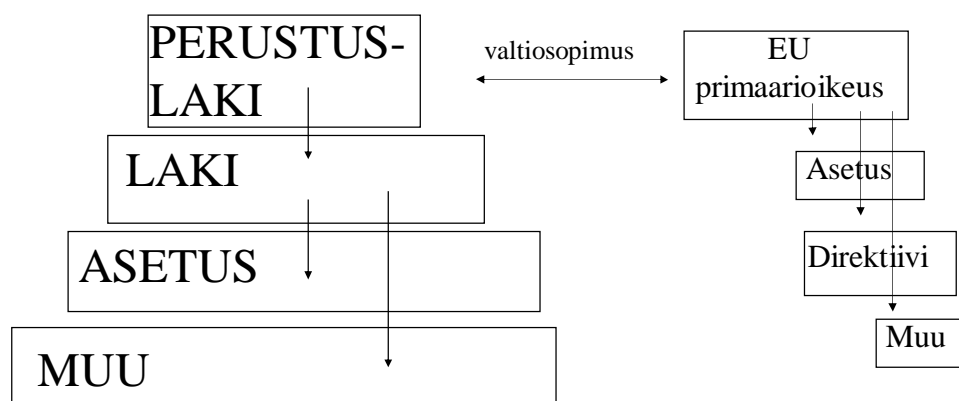 PERUSTUS-
LAKI
valtiosopimus
EU
primaarioikeus
LAKI
Asetus
ASETUS
Direktiivi
MUU
Muu